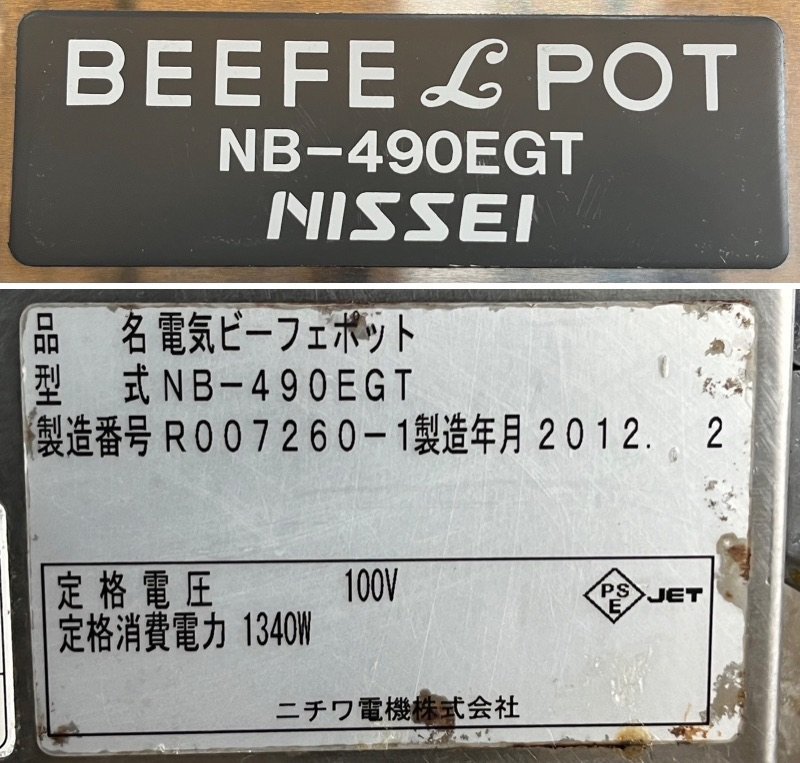 BEEFE L POT
NB-490EGT
NISSEI
品 名 電気ビーフェポット
型 式 NB-490EGT
製造番号 R007260-1 製造年月 2012. 2
定格電圧 100V
定格消費電力 1340W
PSE JET
ニチワ電機株式会社